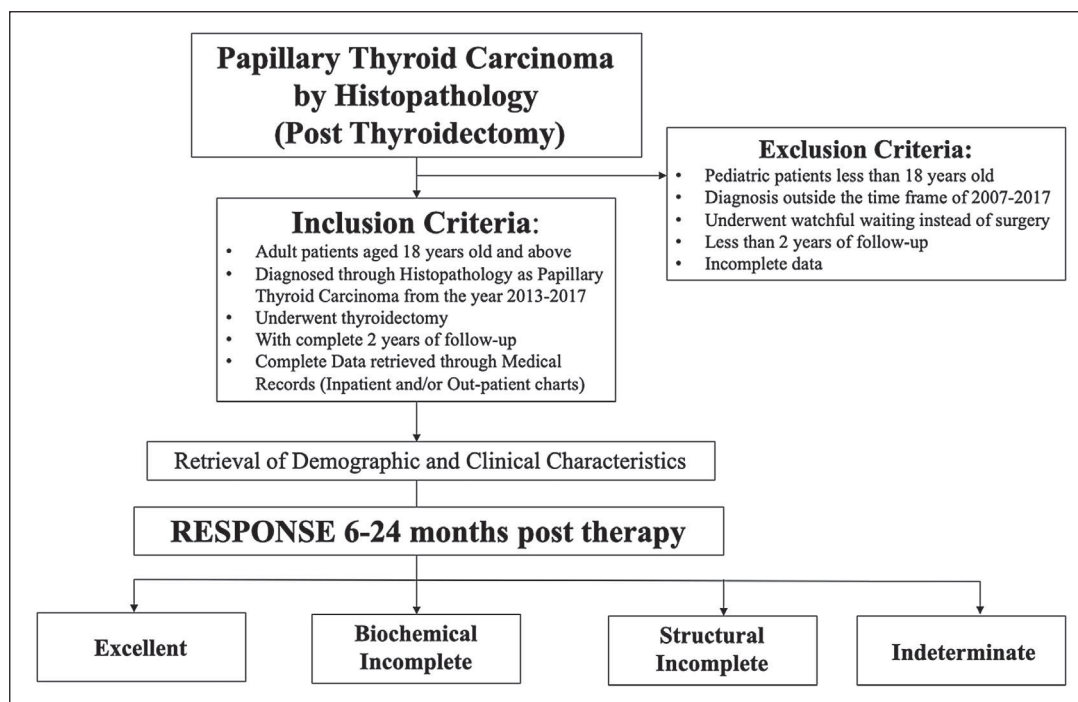 Papillary Thyroid Carcinoma
by Histopathology
(Post Thyroidectomy)
Exclusion Criteria:
• Pediatric patients less than 18 years old
• Diagnosis outside the time frame of 2007-2017
• Underwent watchful waiting instead of surgery
• Less than 2 years of follow-up
• Incomplete data
Inclusion Criteria:
• Adult patients aged 18 years old and above
• Diagnosed through Histopathology as Papillary
Thyroid Carcinoma from the year 2013-2017
• Underwent thyroidectomy
• With complete 2 years of follow-up
• Complete Data retrieved through Medical
Records (Inpatient and/or Out-patient charts)
Retrieval of Demographic and Clinical Characteristics
RESPONSE 6-24 months post therapy
Excellent
Biochemical
Incomplete
Structural
Incomplete
Indeterminate